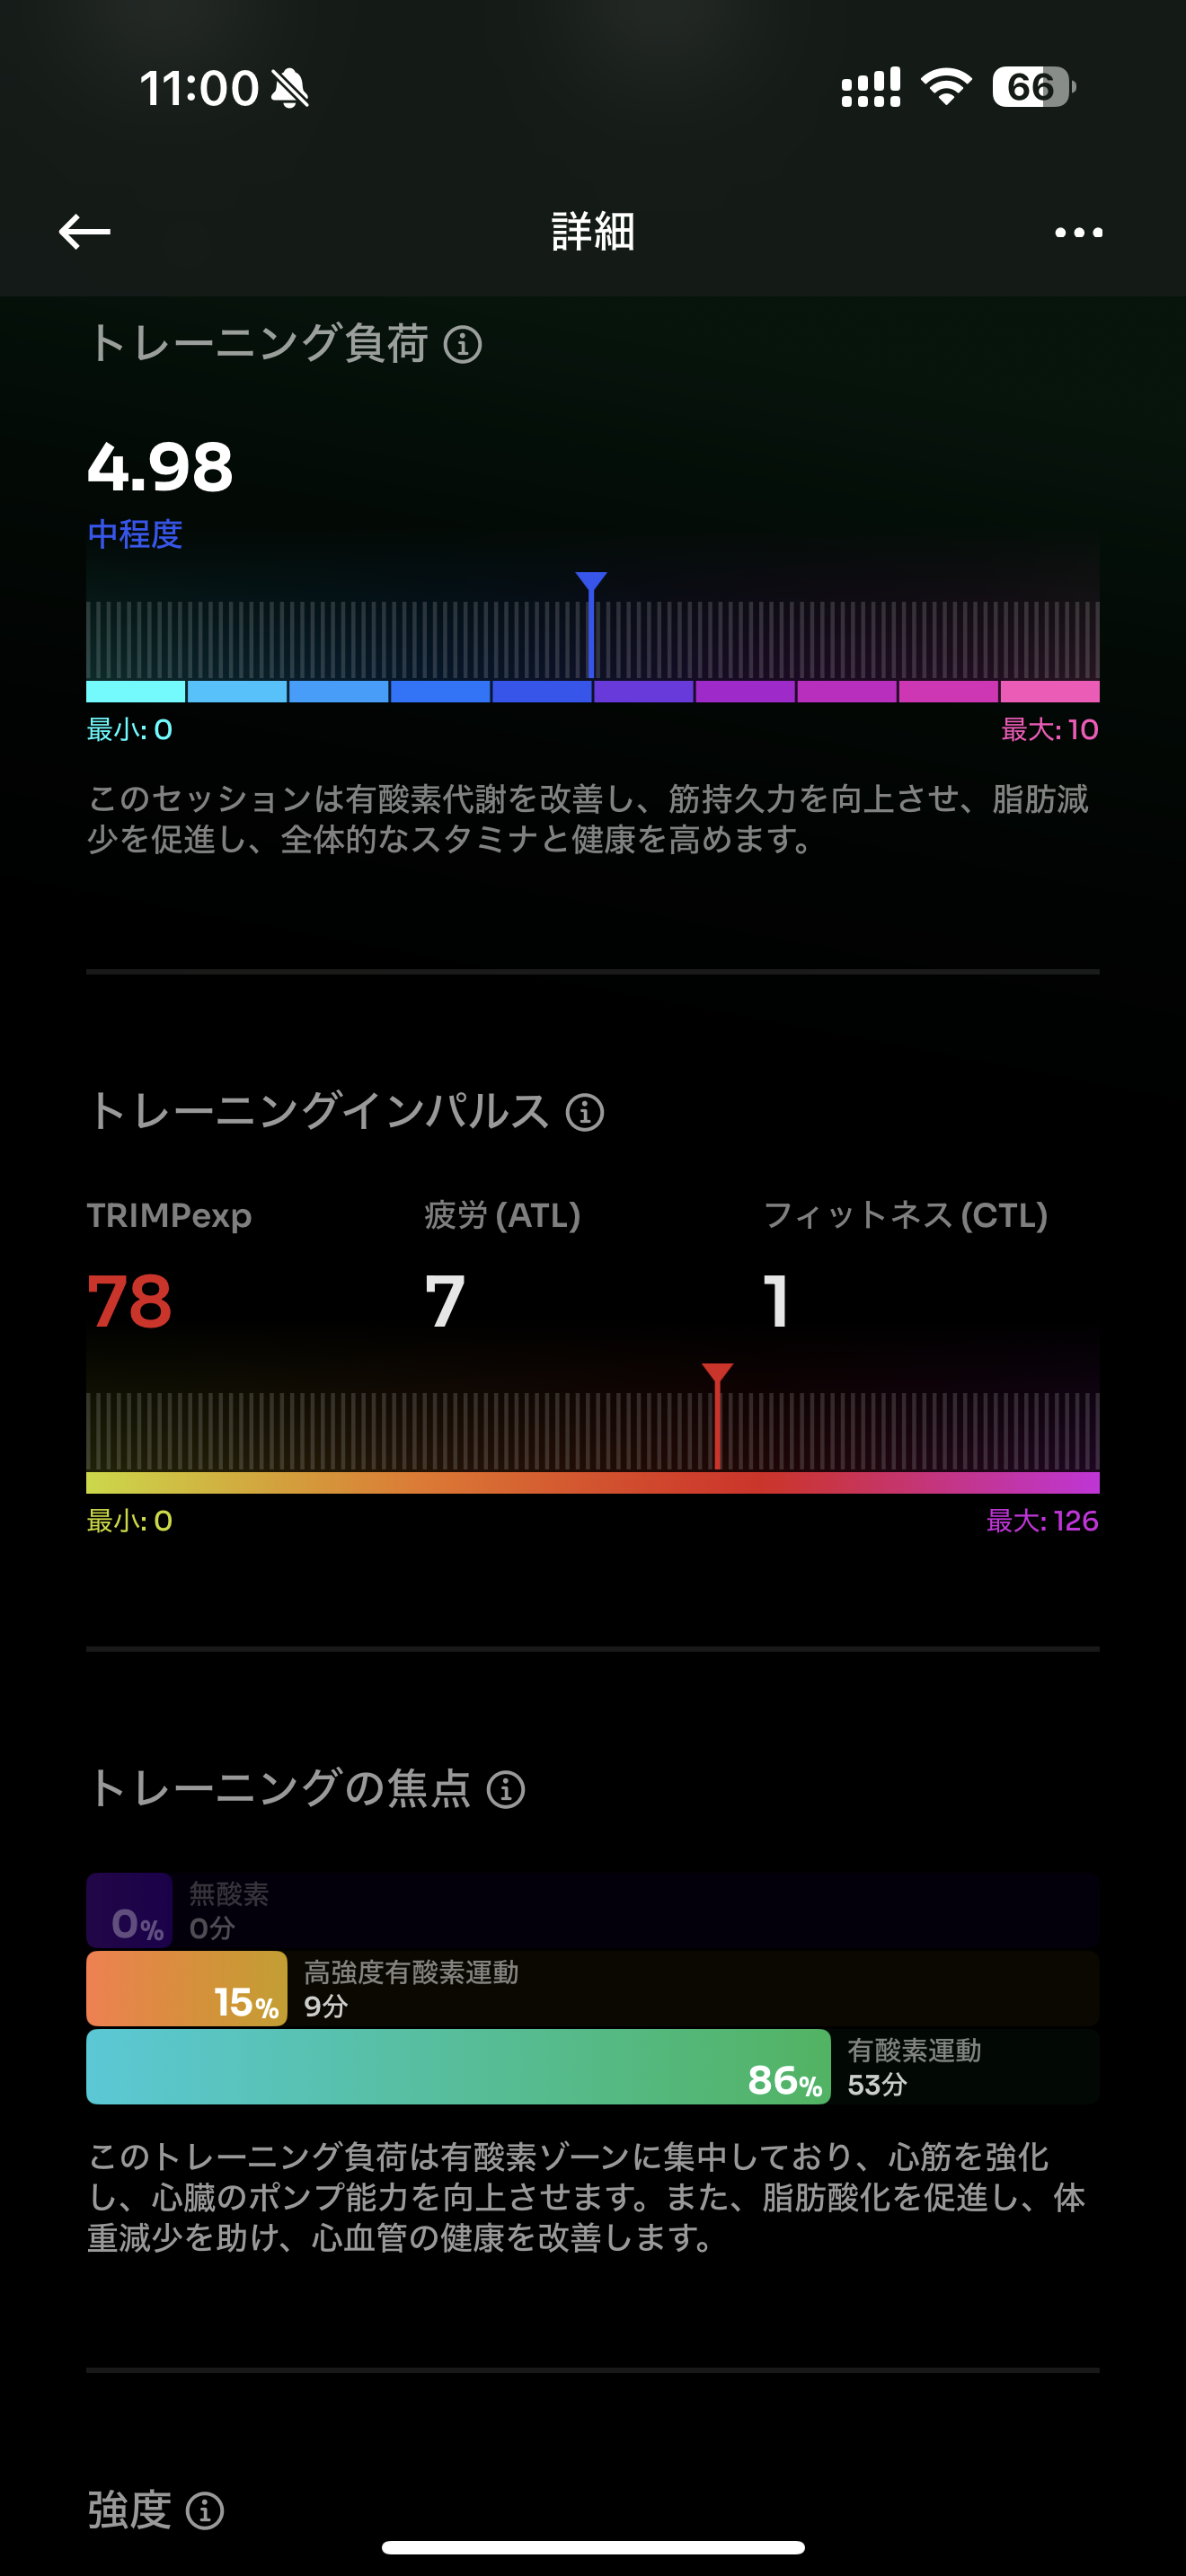 11:00
66
詳細
トレーニング負荷
4.98
中程度
最小: 0
最大: 10
このセッションは有酸素代謝を改善し、筋持久力を向上させ、脂肪減
少を促進し、全体的なスタミナと健康を高めます。
トレーニングインパルス
TRIMPexp
疲労 (ATL)
フィットネス (CTL)
78
7
1
最小: 0
最大: 126
トレーニングの焦点
0%
無酸素
0分
15%
高強度有酸素運動
9分
86%
有酸素運動
53分
このトレーニング負荷は有酸素ゾーンに集中しており、心筋を強化
し、心臓のポンプ能力を向上させます。また、脂肪酸化を促進し、体
重減少を助け、心血管の健康を改善します。
強度